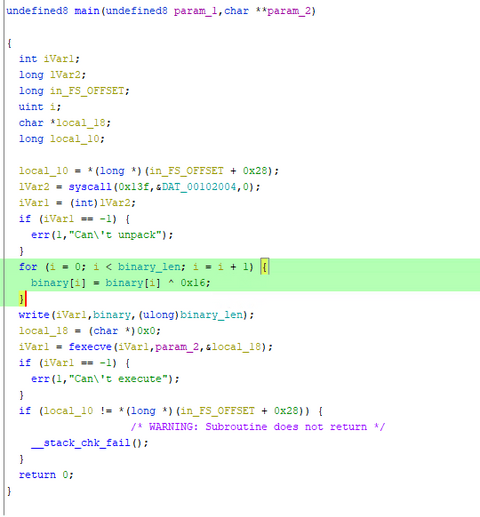 undefined8 main(undefined8 param_1,char **param_2)
{
int iVar1;
long lVar2;
long in_FS_OFFSET;
uint i;
char *local_18;
long local_10;
local_10 = *(long *)(in_FS_OFFSET + 0x28);
lVar2 = syscall(0x13f,&DAT_00102004,0);
iVar1 = (int)lVar2;
if (iVar1 == -1) {
err(1,"Can\'t unpack");
}
for (i = 0; i < binary_len; i = i + 1) {
binary[i] = binary[i] ^ 0x16;
}
write(iVar1,binary,(ulong)binary_len);
local_18 = (char *)0x0;
iVar1 = fexecve(iVar1,param_2,&local_18);
if (iVar1 == -1) {
err(1,"Can\'t execute");
}
if (local_10 != *(long *)(in_FS_OFFSET + 0x28)) {
/* WARNING: Subroutine does not return */
__stack_chk_fail();
}
return 0;
}